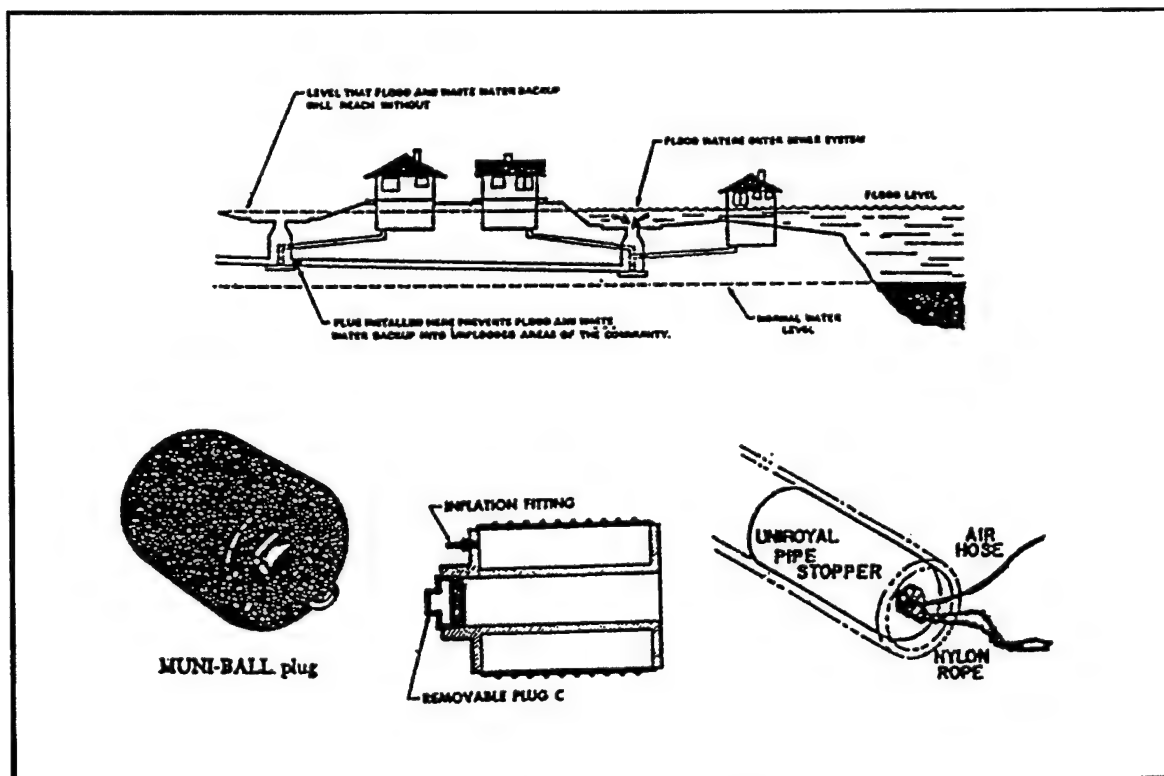 LEVEL THAT FLOOD AND WASTE WATER BACKUP
WILL REACH WITHOUT
FLOOD WATERS ENTER SEWER SYSTEM
FLOOD LEVEL
PLUG INSTALLED HERE PREVENTS FLOOD AND WASTE
WATER BACKUP INTO UNFLOODED AREAS OF THE COMMUNITY.
NORMAL WATER
LEVEL
MUNI-BALL plug
INFLATION FITTING
REMOVABLE PLUG C
UNIROYAL
PIPE
STOPPER
AIR
HOSE
NYLON
ROPE